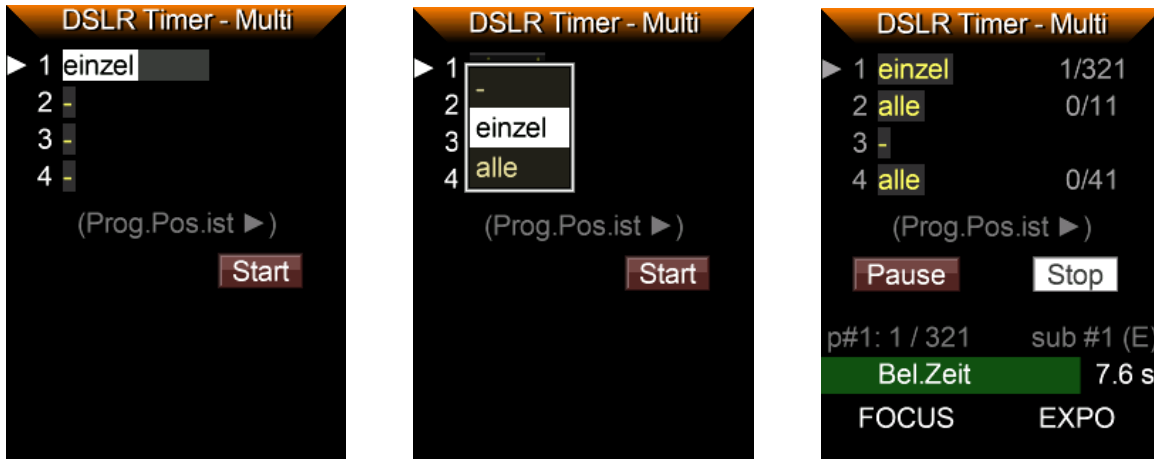 DSLR Timer - Multi
▶ 1 einzel
2 -
3 -
4 -
(Prog.Pos.ist ▶)
Start
DSLR Timer - Multi
▶ 1
2
3
4
-
einzel
alle
(Prog.Pos.ist ▶)
Start
DSLR Timer - Multi
▶ 1 einzel 1/321
2 alle 0/11
3 -
4 alle 0/41
(Prog.Pos.ist ▶)
Pause Stop
p#1: 1 / 321 sub #1 (E)
Bel.Zeit 7.6 s
FOCUS EXPO